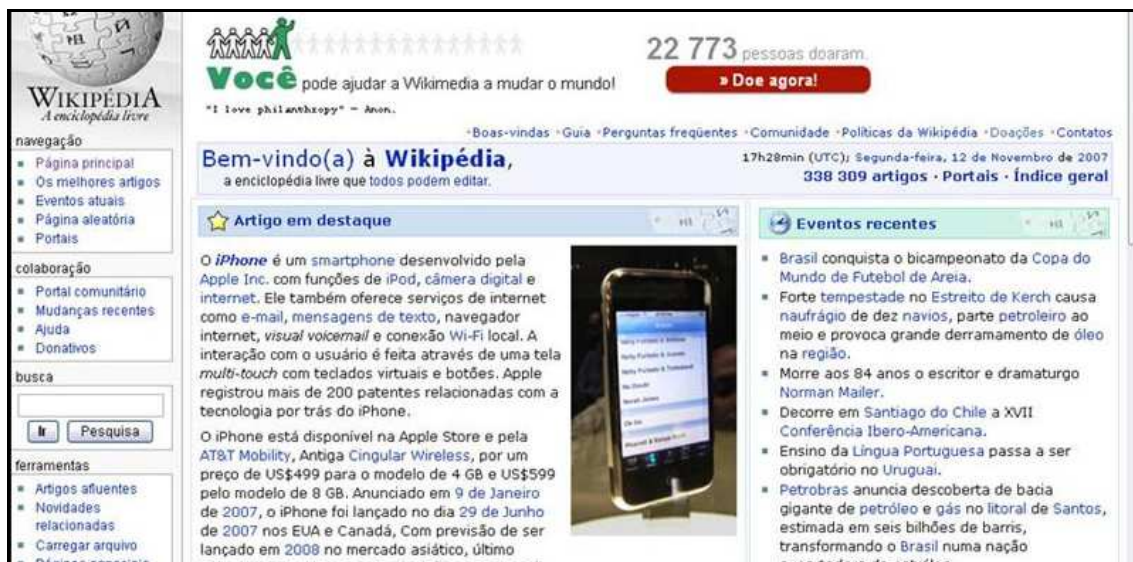 WIKIPÉDIA
A enciclopédia livre
navegação
Página principal
Os melhores artigos
Eventos atuais
Página aleatória
Portais
colaboração
Portal comunitário
Mudanças recentes
Ajuda
Donativos
busca
Ir Pesquisa
ferramentas
Artigos afluentes
Novidades
relacionadas
Carregar arquivo
Você pode ajudar a Wikimedia a mudar o mundo!
"I love philanthropy" — Anon.
22 773 pessoas doaram.
» Doe agora!
·Boas-vindas ·Guia ·Perguntas freqüentes ·Comunidade ·Políticas da Wikipédia ·Doações ·Contatos
Bem-vindo(a) à Wikipédia,
a enciclopédia livre que todos podem editar.
17h28min (UTC); Segunda-feira, 12 de Novembro de 2007
338 309 artigos · Portais · Índice geral
Artigo em destaque
O iPhone é um smartphone desenvolvido pela
Apple Inc. com funções de iPod, câmera digital e
internet. Ele também oferece serviços de internet
como e-mail, mensagens de texto, navegador
internet, visual voicemail e conexão Wi-Fi local. A
interação com o usuário é feita através de uma tela
multi-touch com teclados virtuais e botões. Apple
registrou mais de 200 patentes relacionadas com a
tecnologia por trás do iPhone.
O iPhone está disponível na Apple Store e pela
AT&T Mobility, Antiga Cingular Wireless, por um
preço de US$499 para o modelo de 4 GB e US$599
pelo modelo de 8 GB. Anunciado em 9 de Janeiro
de 2007, o iPhone foi lançado no dia 29 de Junho
de 2007 nos EUA e Canadá, Com previsão de ser
lançado em 2008 no mercado asiático, último
Eventos recentes
Brasil conquista o bicampeonato da Copa do
Mundo de Futebol de Areia.
Forte tempestade no Estreito de Kerch causa
naufrágio de dez navios, parte petroleiro ao
meio e provoca grande derramamento de óleo
na região.
Morre aos 84 anos o escritor e dramaturgo
Norman Mailer.
Decorre em Santiago do Chile a XVII
Conferência Ibero-Americana.
Ensino da Língua Portuguesa passa a ser
obrigatório no Uruguai.
Petrobras anuncia descoberta de bacia
gigante de petróleo e gás no litoral de Santos,
estimada em seis bilhões de barris,
transformando o Brasil numa nação